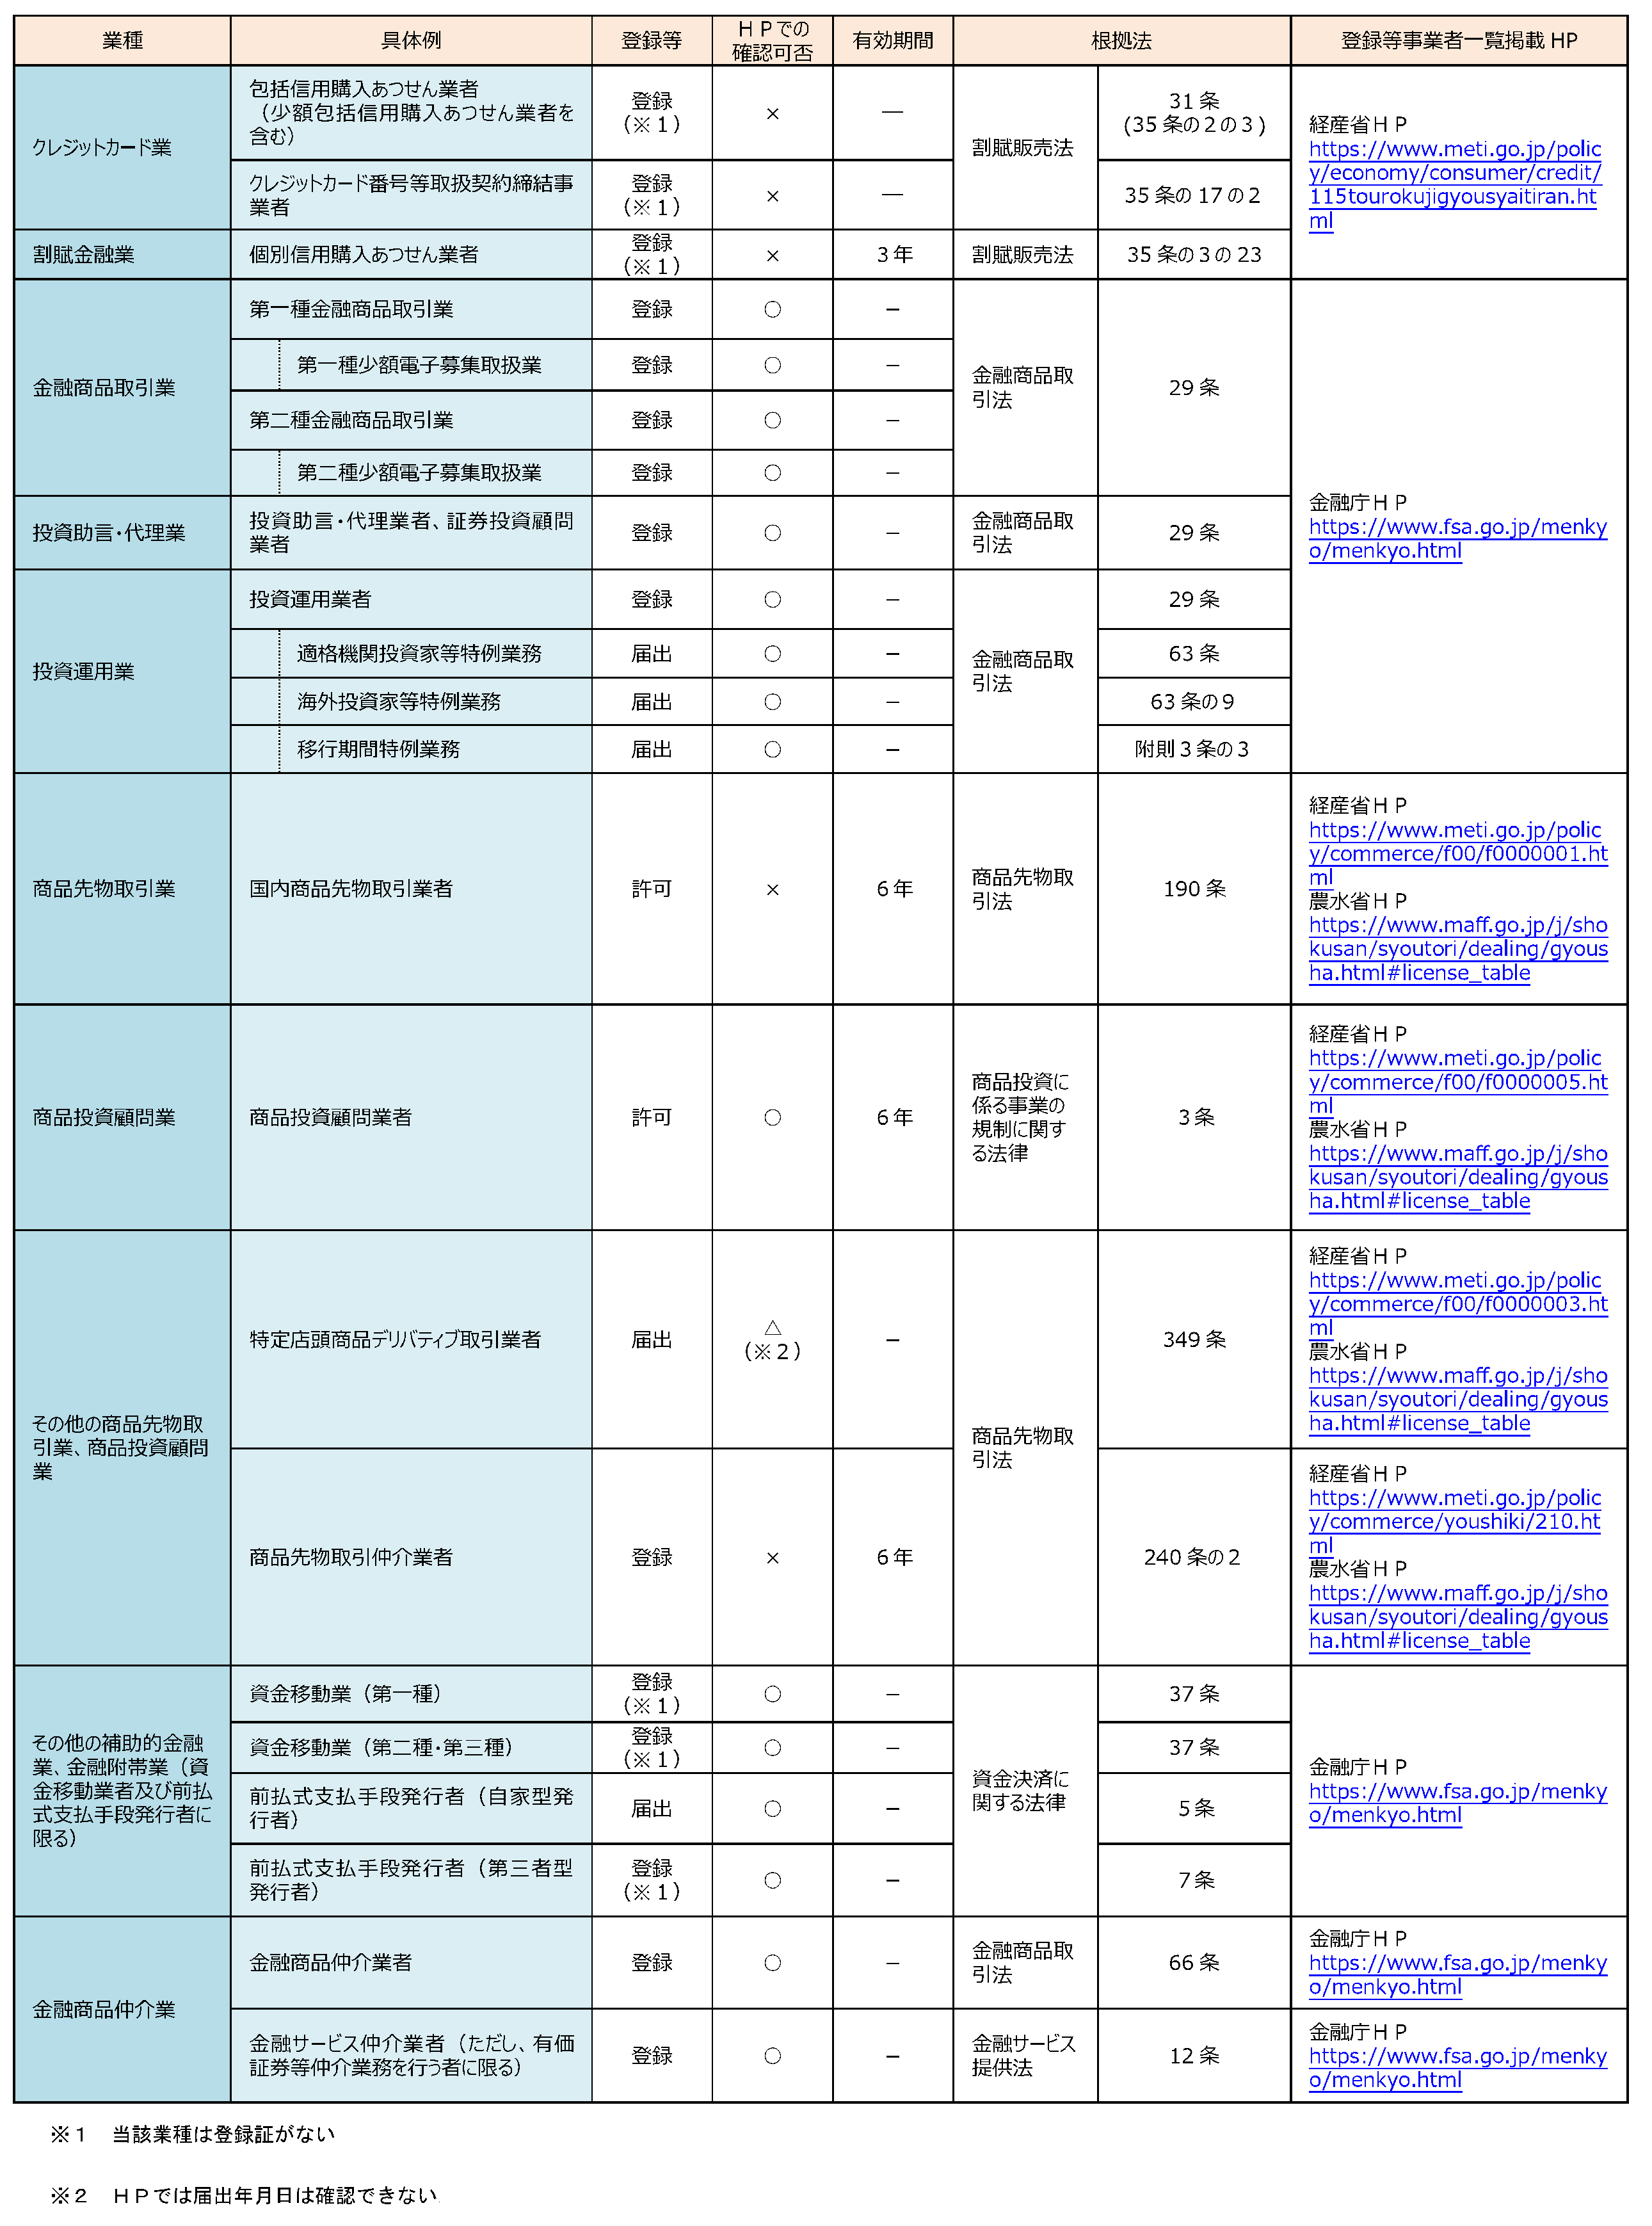 業種 具体例 登録等 ＨＰでの
確認可否 有効期間 根拠法 登録等事業者一覧掲載 HP
クレジットカード業
包括信用購入あつせん業者
（少額包括信用購入あつせん業者を
含む）
登録
（※１）
×
―
割賦販売法
31 条
(35 条の２の３)
経産省ＨＰ
https://www.meti.go.jp/polic
y/economy/consumer/credit/
115tourokujigyousyaitiran.ht
ml
クレジットカード番号等取扱契約締結事
業者
登録
（※１）
×
―
35 条の 17 の２
割賦金融業
個別信用購入あつせん業者
登録
（※１）
×
３年
割賦販売法
35 条の３の 23
金融商品取引業
第一種金融商品取引業
登録
○
－
金融商品取
引法
29 条
金融庁ＨＰ
https://www.fsa.go.jp/menky
o/menkyo.html
第一種少額電子募集取扱業
登録
○
－
第二種金融商品取引業
登録
○
－
第二種少額電子募集取扱業
登録
○
－
投資助言・代理業
投資助言・代理業者、証券投資顧問
業者
登録
○
－
金融商品取
引法
29 条
投資運用業
投資運用業者
登録
○
－
金融商品取
引法
29 条
適格機関投資家等特例業務
届出
○
－
63 条
海外投資家等特例業務
届出
○
－
63 条の９
移行期間特例業務
届出
○
－
附則３条の３
商品先物取引業
国内商品先物取引業者
許可
×
６年
商品先物取
引法
190 条
経産省ＨＰ
https://www.meti.go.jp/polic
y/commerce/f00/f0000001.ht
ml
農水省ＨＰ
https://www.maff.go.jp/j/sho
kusan/syoutori/dealing/gyous
ha.html#license_table
商品投資顧問業
商品投資顧問業者
許可
○
６年
商品投資に
係る事業の
規制に関す
る法律
３条
経産省ＨＰ
https://www.meti.go.jp/polic
y/commerce/f00/f0000005.ht
ml
農水省ＨＰ
https://www.maff.go.jp/j/sho
kusan/syoutori/dealing/gyous
ha.html#license_table
その他の商品先物取
引業、商品投資顧問
業
特定店頭商品デリバティブ取引業者
届出
△
（※２）
－
商品先物取
引法
349 条
経産省ＨＰ
https://www.meti.go.jp/polic
y/commerce/f00/f0000003.ht
ml
農水省ＨＰ
https://www.maff.go.jp/j/sho
kusan/syoutori/dealing/gyous
ha.html#license_table
商品先物取引仲介業者
登録
×
６年
240 条の２
経産省ＨＰ
https://www.meti.go.jp/polic
y/commerce/youshiki/210.ht
ml
農水省ＨＰ
https://www.maff.go.jp/j/sho
kusan/syoutori/dealing/gyous
ha.html#license_table
その他の補助的金融
業、金融附帯業（資
金移動業者及び前払
式支払手段発行者に
限る）
資金移動業（第一種）
登録
（※１）
○
－
資金決済に
関する法律
37 条
金融庁ＨＰ
https://www.fsa.go.jp/menky
o/menkyo.html
資金移動業（第二種・第三種）
登録
（※１）
○
－
37 条
前払式支払手段発行者（自家型発
行者）
届出
○
－
５条
前払式支払手段発行者（第三者型
発行者）
登録
（※１）
○
－
７条
金融商品仲介業
金融商品仲介業者
登録
○
－
金融商品取
引法
66 条
金融庁ＨＰ
https://www.fsa.go.jp/menky
o/menkyo.html
金融サービス仲介業者（ただし、有価
証券等仲介業務を行う者に限る）
登録
○
－
金融サービス
提供法
12 条
金融庁ＨＰ
https://www.fsa.go.jp/menky
o/menkyo.html
※１　当該業種は登録証がない
※２　ＨＰでは届出年月日は確認できない